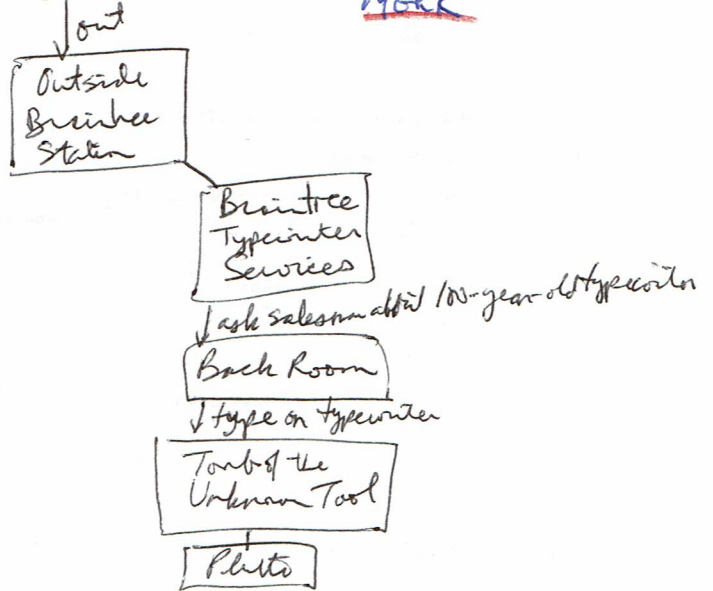 York
out
Outside
Braintree
Station
Braintree
Typewriter
Services
ask salesman about 100-year-old typewriter
Back Room
type on typewriter
Tomb of the
Unknown Tool
Pluto